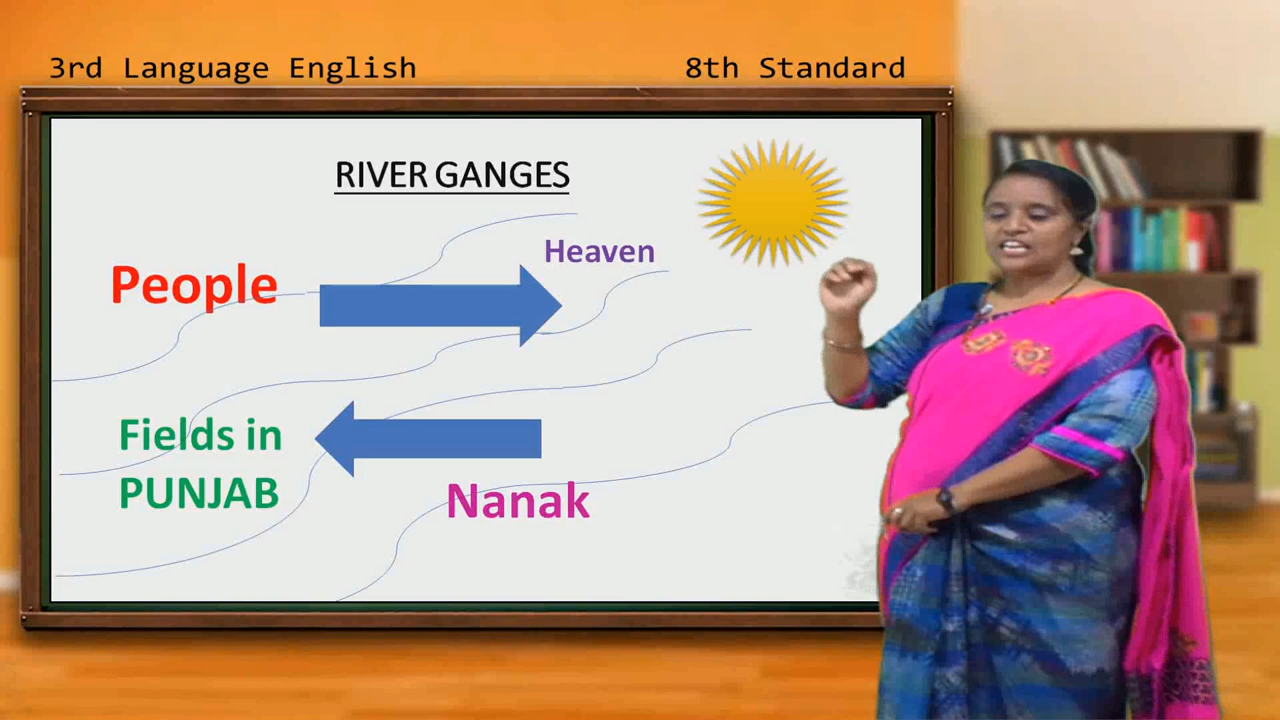 3rd Language English
8th Standard
RIVER GANGES
Heaven
People
Fields in
PUNJAB
Nanak